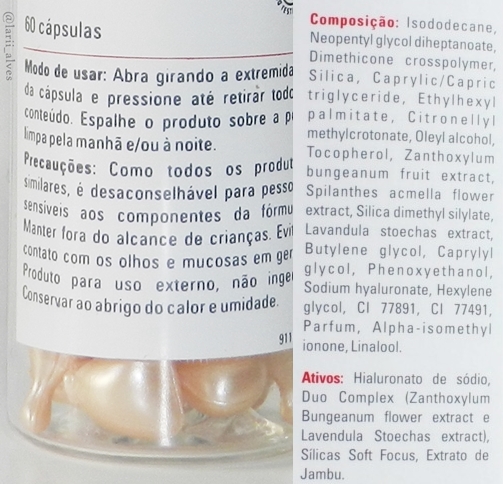 @larii_alves
60 cápsulas
Modo de usar: Abra girando a extremida
da cápsula e pressione até retirar todo
conteúdo. Espalhe o produto sobre a pe
limpa pela manhã e/ou à noite.
Precauções: Como todos os produt
similares, é desaconselhável para pesso
sensíveis aos componentes da fórmu
Manter fora do alcance de crianças. Evit
contato com os olhos e mucosas em ger
Produto para uso externo, não inger
Conservar ao abrigo do calor e umidade.
911
Composição: Isododecane,
Neopentyl glycol diheptanoate,
Dimethicone crosspolymer,
Silica, Caprylic/Capric
triglyceride, Ethylhexyl
palmitate, Citronellyl
methylcrotonate, Oleyl alcohol,
Tocopherol, Zanthoxylum
bungeanum fruit extract,
Spilanthes acmella flower
extract, Silica dimethyl silylate,
Lavandula stoechas extract,
Butylene glycol, Caprylyl
glycol, Phenoxyethanol,
Sodium hyaluronate, Hexylene
glycol, CI 77891, CI 77491,
Parfum, Alpha-isomethyl
ionone, Linalool.
Ativos: Hialuronato de sódio,
Duo Complex (Zanthoxylum
Bungeanum flower extract e
Lavendula Stoechas extract),
Sílicas Soft Focus, Extrato de
Jambu.